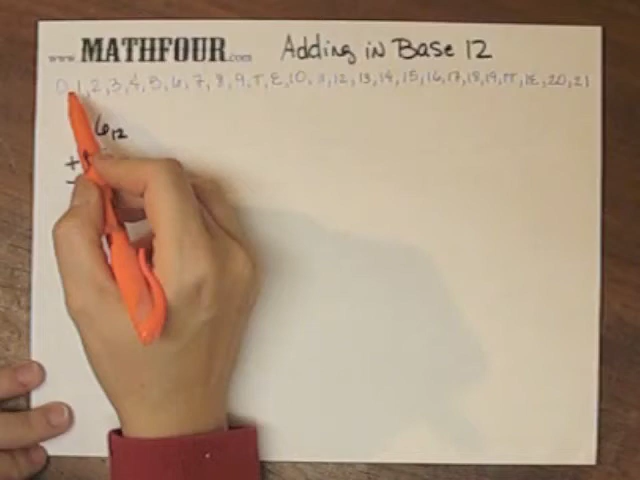 www.MATHFOUR.com Adding in Base 12
0,1,2,3,4,5,6,7,8,9,T,E,10,11,12,13,14,15,16,17,18,19,1T,1E,20,21
6₁₂
+